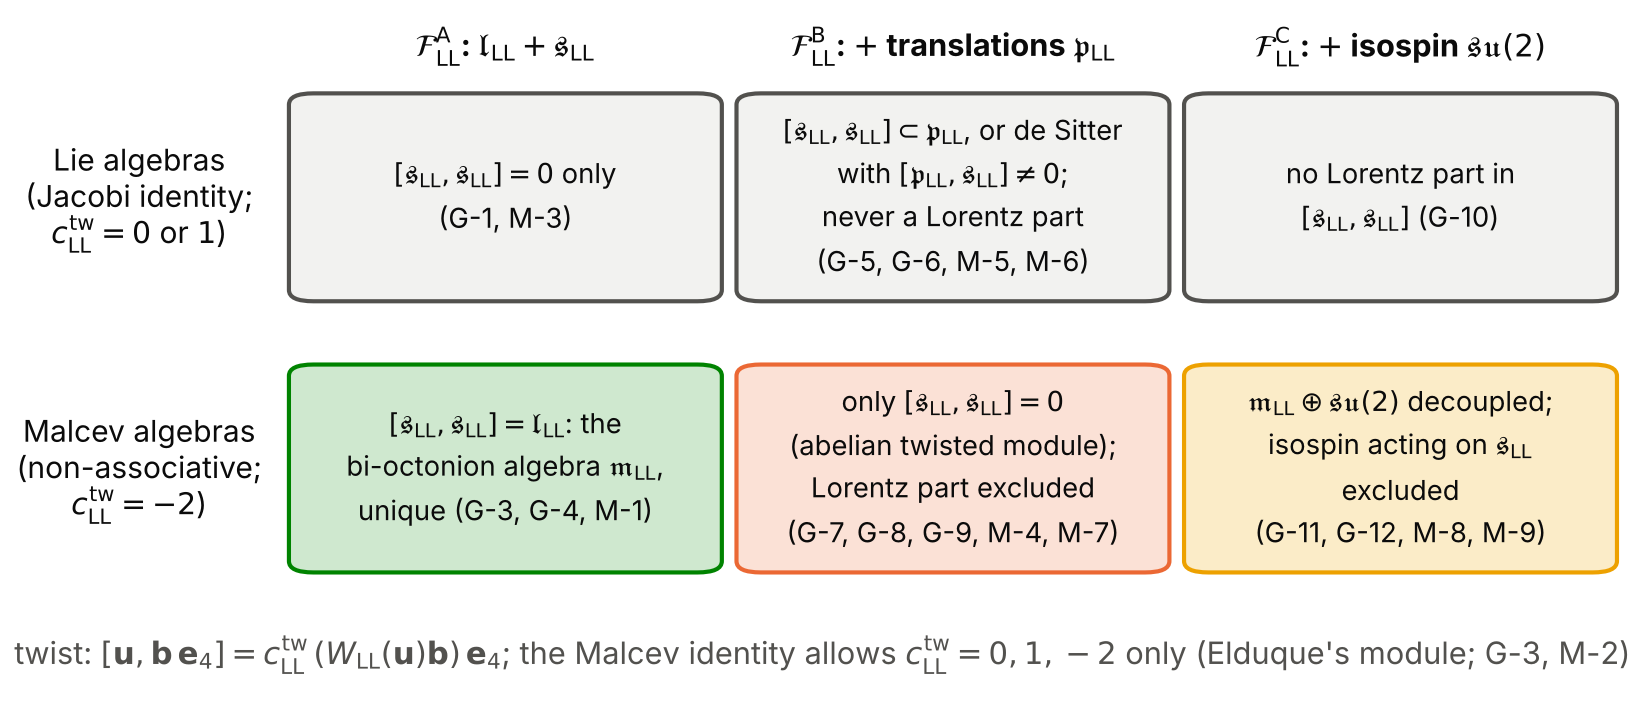 𝓕^A_LL: 𝔩_LL + 𝔰_LL
𝓕^B_LL: + translations 𝔭_LL
𝓕^C_LL: + isospin 𝔰𝔲(2)
Lie algebras
(Jacobi identity;
c^tw_LL = 0 or 1)
[𝔰_LL, 𝔰_LL] = 0 only
(G-1, M-3)
[𝔰_LL, 𝔰_LL] ⊂ 𝔭_LL, or de Sitter
with [𝔭_LL, 𝔰_LL] ≠ 0;
never a Lorentz part
(G-5, G-6, M-5, M-6)
no Lorentz part in
[𝔰_LL, 𝔰_LL] (G-10)
Malcev algebras
(non-associative;
c^tw_LL = −2)
[𝔰_LL, 𝔰_LL] = 𝔩_LL: the
bi-octonion algebra 𝔪_LL,
unique (G-3, G-4, M-1)
only [𝔰_LL, 𝔰_LL] = 0
(abelian twisted module);
Lorentz part excluded
(G-7, G-8, G-9, M-4, M-7)
𝔪_LL ⊕ 𝔰𝔲(2) decoupled;
isospin acting on 𝔰_LL
excluded
(G-11, G-12, M-8, M-9)
twist: [𝐮, 𝐛 𝐞₄] = c^tw_LL (W_LL(𝐮)𝐛) 𝐞₄; the Malcev identity allows c^tw_LL = 0, 1, −2 only (Elduque's module; G-3, M-2)